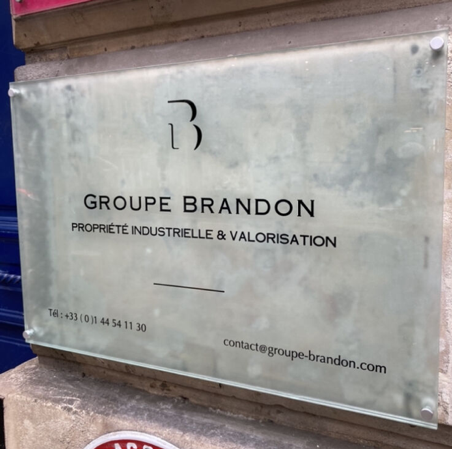 B
GROUPE BRANDON
PROPRIÉTÉ INDUSTRIELLE & VALORISATION
Tél : +33 ( 0 )1 44 54 11 30
contact@groupe-brandon.com